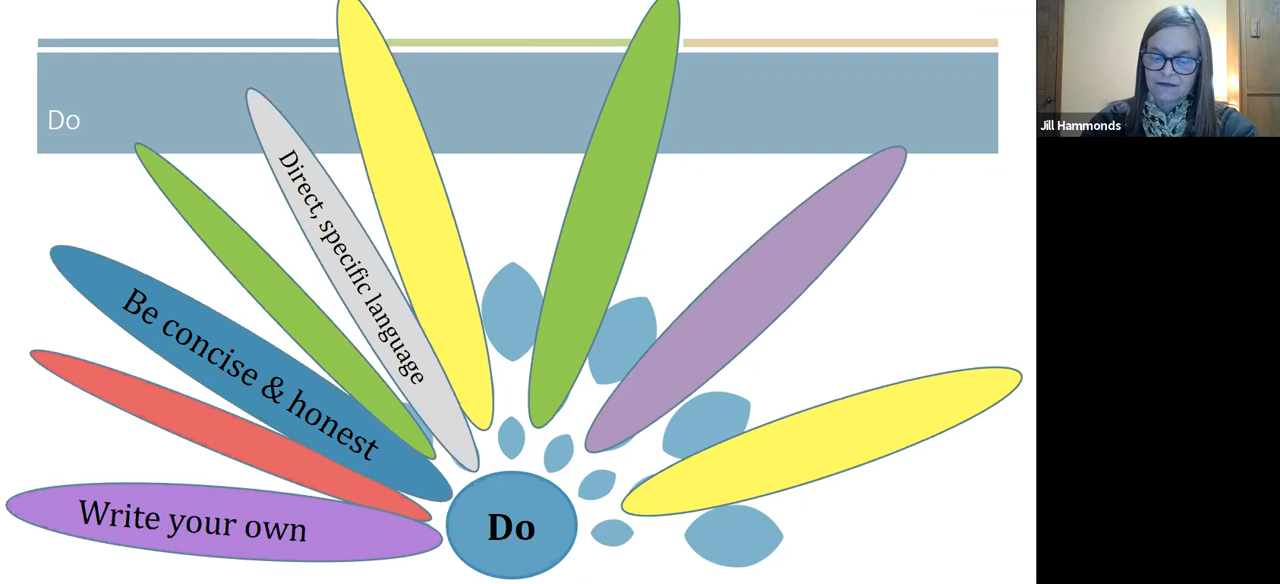 Do
Direct, specific language
Be concise & honest
Write your own
Do
Jill Hammonds